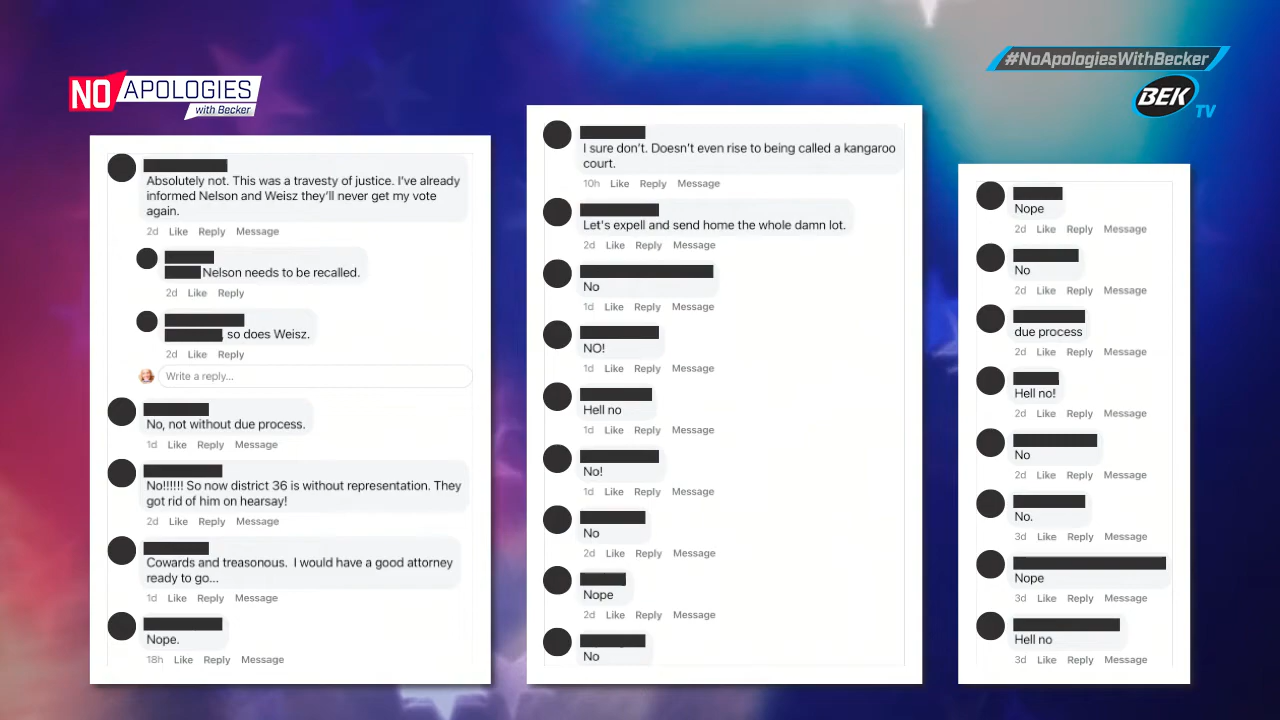 NO APOLOGIES
with Becker
#NoApologiesWithBecker
BEK
TV
Absolutely not. This was a travesty of justice. I've already
informed Nelson and Weisz they'll never get my vote
again.
2d Like Reply Message
Nelson needs to be recalled.
2d Like Reply
, so does Weisz.
2d Like Reply
Write a reply...
No, not without due process.
1d Like Reply Message
No!!!!!! So now district 36 is without representation. They
got rid of him on hearsay!
2d Like Reply Message
Cowards and treasonous. I would have a good attorney
ready to go...
1d Like Reply Message
Nope.
18h Like Reply Message
I sure don't. Doesn't even rise to being called a kangaroo
court.
10h Like Reply Message
Let's expell and send home the whole damn lot.
2d Like Reply Message
No
1d Like Reply Message
NO!
1d Like Reply Message
Hell no
1d Like Reply Message
No!
1d Like Reply Message
No
2d Like Reply Message
Nope
2d Like Reply Message
No
Nope
2d Like Reply Message
No
2d Like Reply Message
due process
2d Like Reply Message
Hell no!
2d Like Reply Message
No
2d Like Reply Message
No.
3d Like Reply Message
Nope
3d Like Reply Message
Hell no
3d Like Reply Message